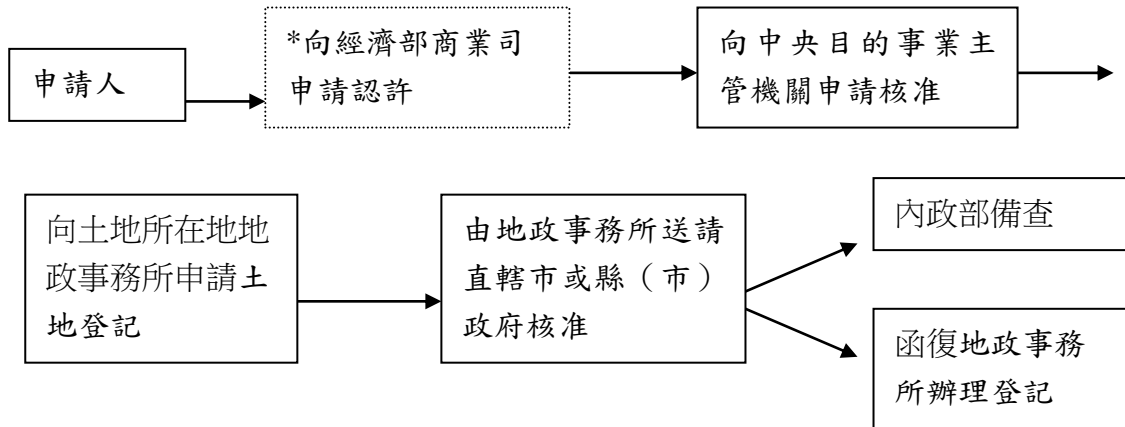 申請人
*向經濟部商業司
申請認許
向中央目的事業主
管機關申請核准
向土地所在地地
政事務所申請土
地登記
由地政事務所送請
直轄市或縣（市）
政府核准
內政部備查
函復地政事務
所辦理登記